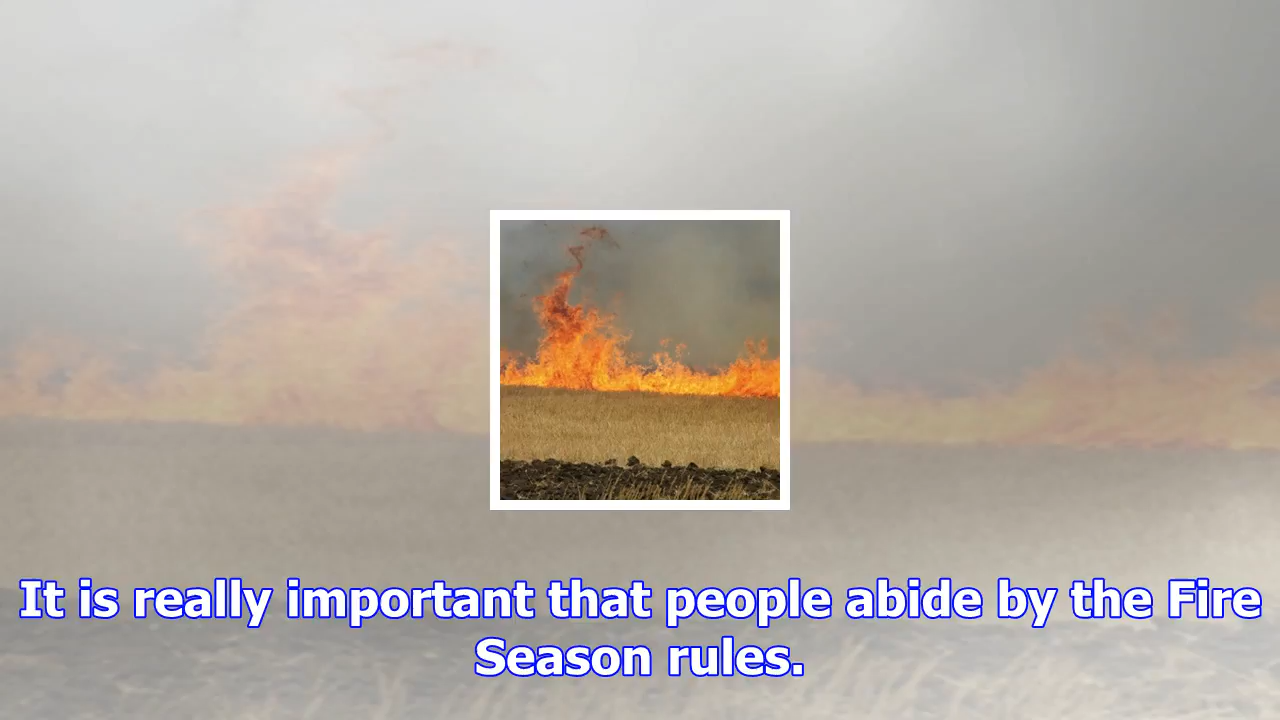 It is really important that people abide by the Fire
Season rules.